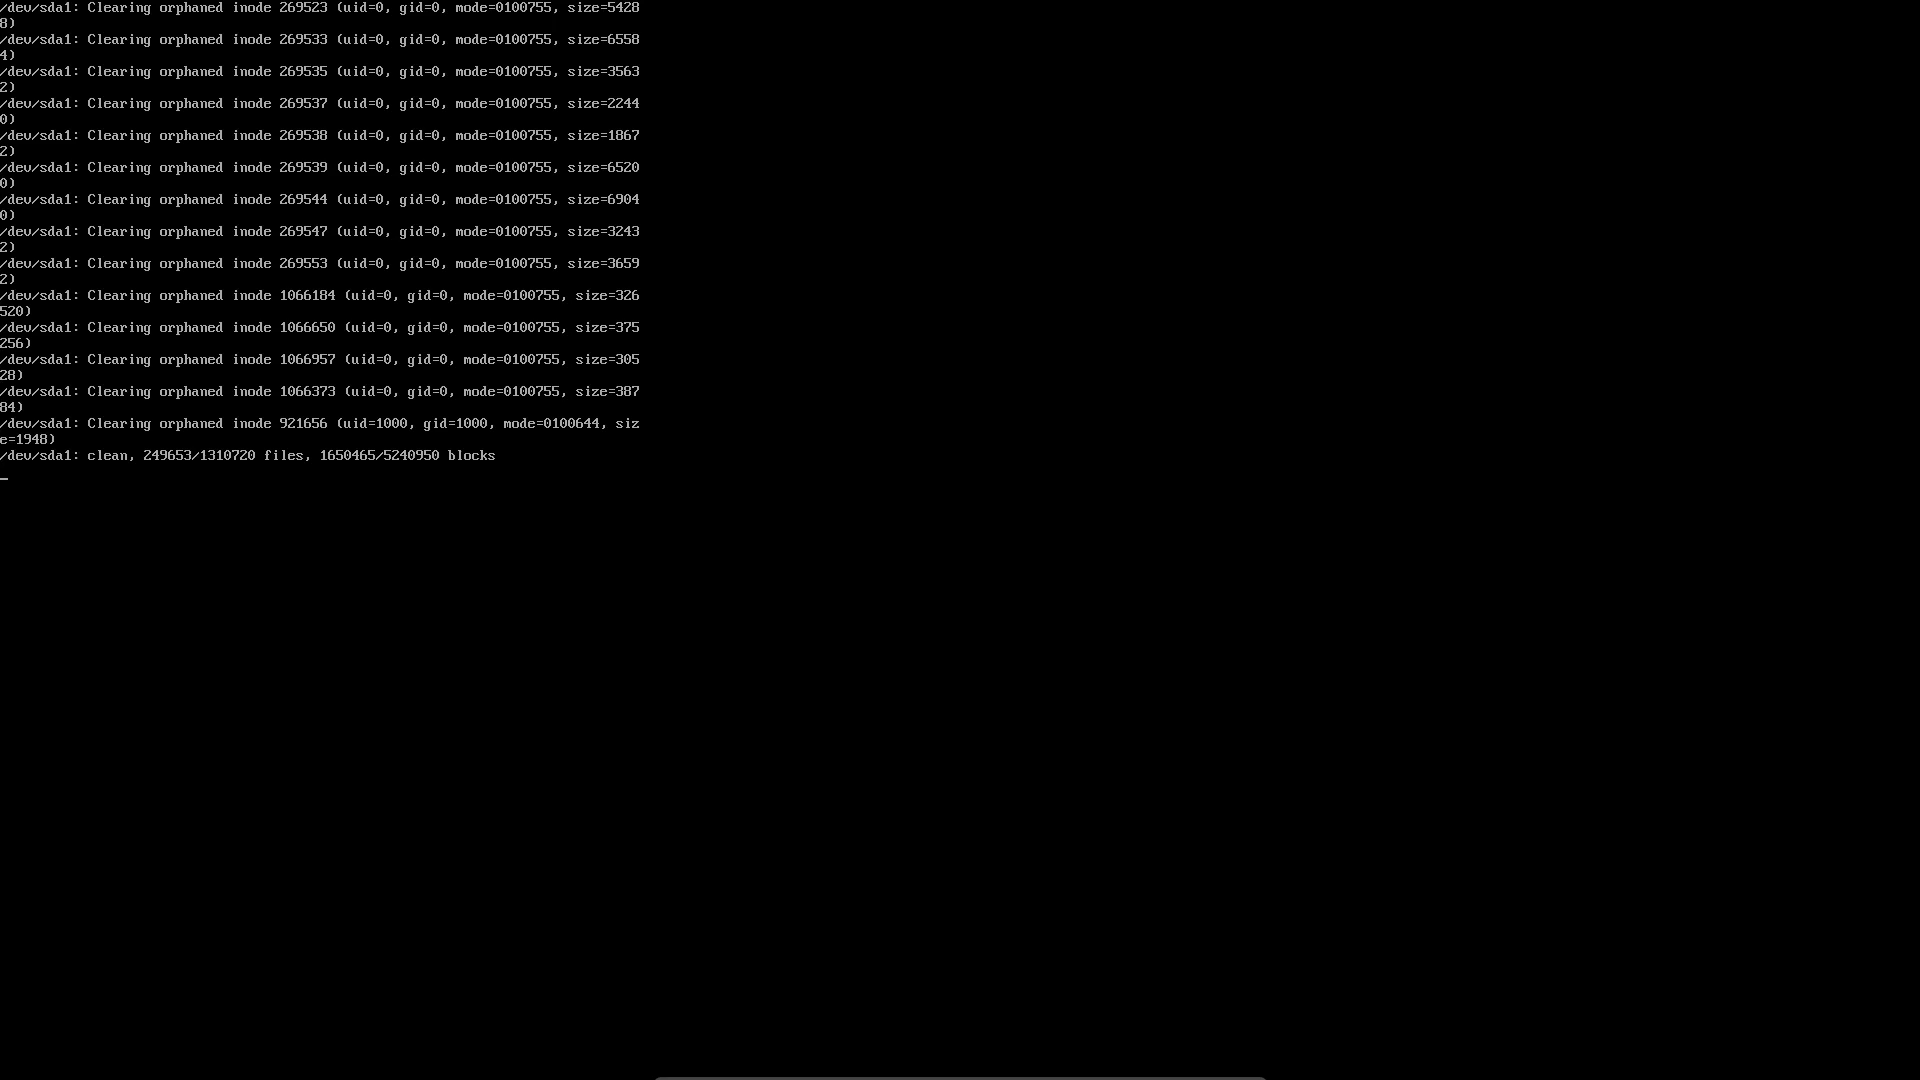 /dev/sda1: Clearing orphaned inode 269523 (uid=0, gid=0, mode=0100755, size=5428
8)
/dev/sda1: Clearing orphaned inode 269533 (uid=0, gid=0, mode=0100755, size=6558
4)
/dev/sda1: Clearing orphaned inode 269535 (uid=0, gid=0, mode=0100755, size=3563
2)
/dev/sda1: Clearing orphaned inode 269537 (uid=0, gid=0, mode=0100755, size=2244
0)
/dev/sda1: Clearing orphaned inode 269538 (uid=0, gid=0, mode=0100755, size=1867
2)
/dev/sda1: Clearing orphaned inode 269539 (uid=0, gid=0, mode=0100755, size=6520
0)
/dev/sda1: Clearing orphaned inode 269544 (uid=0, gid=0, mode=0100755, size=6904
0)
/dev/sda1: Clearing orphaned inode 269547 (uid=0, gid=0, mode=0100755, size=3243
2)
/dev/sda1: Clearing orphaned inode 269553 (uid=0, gid=0, mode=0100755, size=3659
2)
/dev/sda1: Clearing orphaned inode 1066184 (uid=0, gid=0, mode=0100755, size=326
520)
/dev/sda1: Clearing orphaned inode 1066650 (uid=0, gid=0, mode=0100755, size=375
256)
/dev/sda1: Clearing orphaned inode 1066957 (uid=0, gid=0, mode=0100755, size=305
28)
/dev/sda1: Clearing orphaned inode 1066373 (uid=0, gid=0, mode=0100755, size=387
84)
/dev/sda1: Clearing orphaned inode 921656 (uid=1000, gid=1000, mode=0100644, siz
e=1948)
/dev/sda1: clean, 249653/1310720 files, 1650465/5240950 blocks